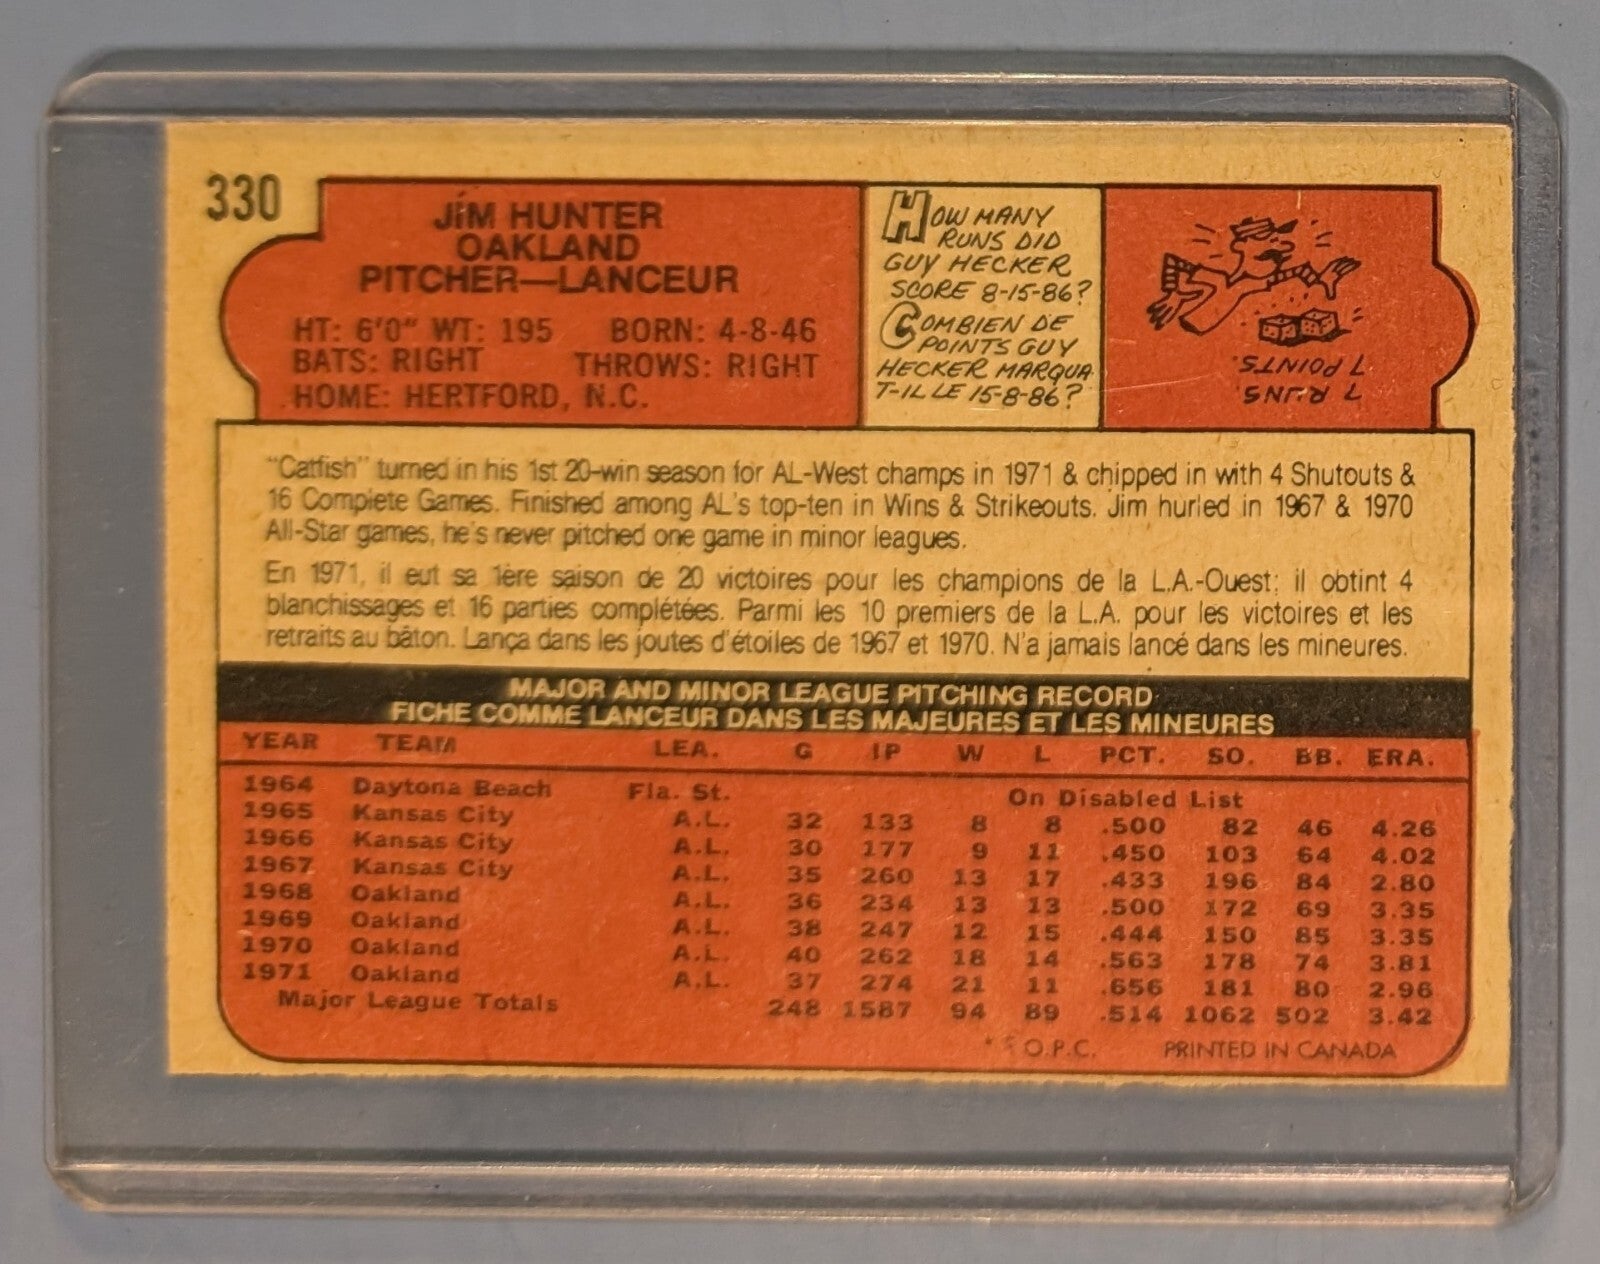 330
JiM HUNTER
OAKLAND
PITCHER—LANCEUR
HT: 6'0" WT: 195 BORN: 4-8-46
BATS: RIGHT THROWS: RIGHT
HOME: HERTFORD, N.C.
HOW MANY
RUNS DID
GUY HECKER
SCORE 8-15-86?
COMBIEN DE
POINTS GUY
HECKER MARQUA
T-IL LE 15-8-86?
7 RUNS
7 POINTS.
"Catfish" turned in his 1st 20-win season for AL-West champs in 1971 & chipped in with 4 Shutouts &
16 Complete Games. Finished among AL's top-ten in Wins & Strikeouts. Jim hurled in 1967 & 1970
All-Star games, he's never pitched one game in minor leagues.
En 1971, il eut sa 1ère saison de 20 victoires pour les champions de la L.A.-Ouest; il obtint 4
blanchissages et 16 parties complétées. Parmi les 10 premiers de la L.A. pour les victoires et les
retraits au bâton. Lança dans les joutes d'étoiles de 1967 et 1970. N'a jamais lancé dans les mineures.
MAJOR AND MINOR LEAGUE PITCHING RECORD
FICHE COMME LANCEUR DANS LES MAJEURES ET LES MINEURES
YEAR TEAM LEA. G IP W L PCT. SO. BB. ERA.
1964 Daytona Beach Fla. St. On Disabled List
1965 Kansas City A.L. 32 133 8 8 .500 82 46 4.26
1966 Kansas City A.L. 30 177 9 11 .450 103 64 4.02
1967 Kansas City A.L. 35 260 13 17 .433 196 84 2.80
1968 Oakland A.L. 36 234 13 13 .500 172 69 3.35
1969 Oakland A.L. 38 247 12 15 .444 150 85 3.35
1970 Oakland A.L. 40 262 18 14 .563 178 74 3.81
1971 Oakland A.L. 37 274 21 11 .656 181 80 2.96
Major League Totals 248 1587 94 89 .514 1062 502 3.42
O.P.C. PRINTED IN CANADA